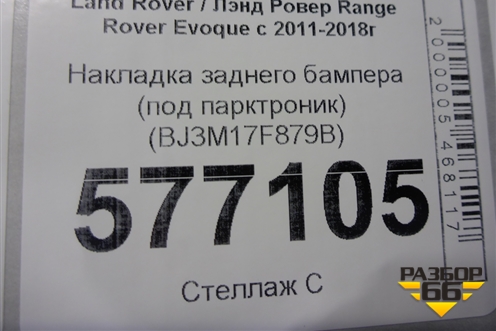 Land Rover / Лэнд Ровер Range
Rover Evoque с 2011-2018г
Накладка заднего бампера
(под парктроник)
(BJ3M17F879B)
577105
Стеллаж С
2000005468117
РАЗБОР
66